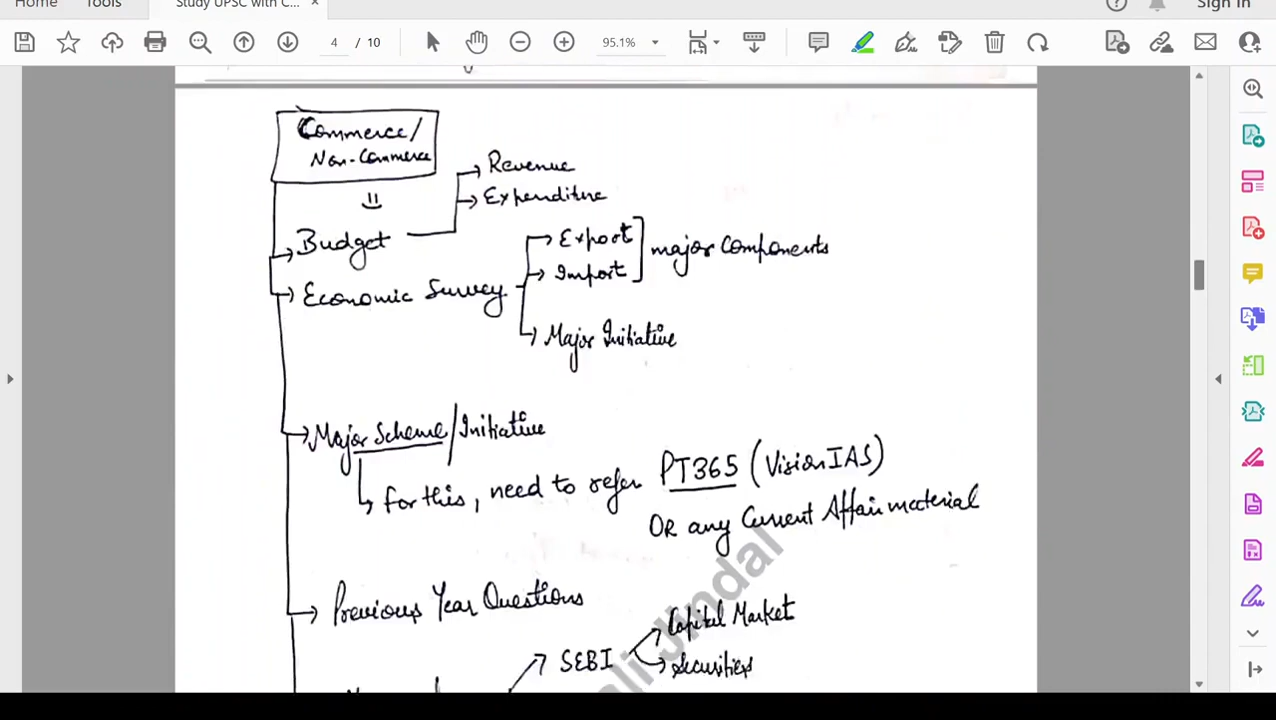 Home Tools Study UPSC with C... ×
Sign In
4 / 10 95.1%
Commerce/
Non-Commerce
Revenue
Expenditure
Budget
Export
Import
major components
Economic Survey
Major Initiative
Major Scheme/Initiative
for this, need to refer PT365 (VisionIAS)
OR any Current Affair material
Previous Year Questions
Capital Market
SEBI
Securities
ali Jindal